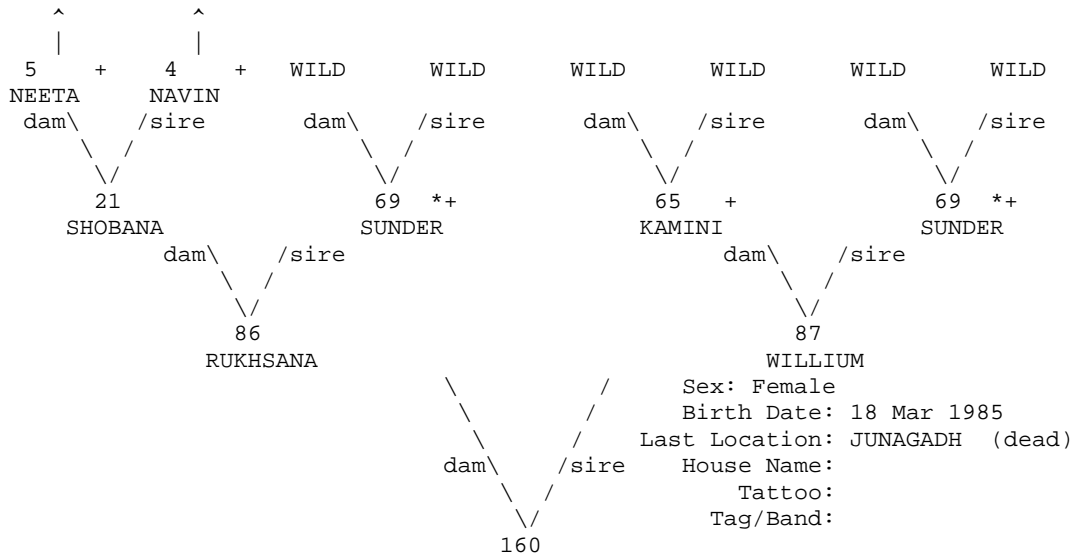 ^ ^
| |
5 + 4 + WILD WILD WILD WILD WILD WILD
NEETA NAVIN
dam\ /sire dam\ /sire dam\ /sire dam\ /sire
\ / \ / \ / \ /
\/ \/ \/ \/
21 69 *+ 65 + 69 *+
SHOBANA SUNDER KAMINI SUNDER
dam\ /sire dam\ /sire
\ / \ /
\/ \/
86 87
RUKHSANA WILLIUM
\ / Sex: Female
\ / Birth Date: 18 Mar 1985
\ / Last Location: JUNAGADH (dead)
dam\ /sire House Name:
\ / Tattoo:
\/ Tag/Band:
160